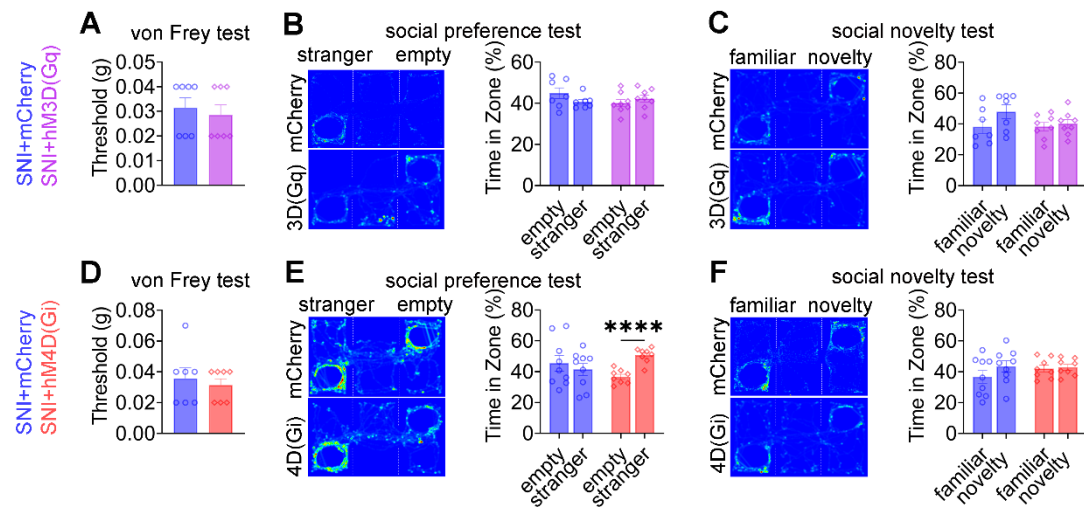 A
von Frey test
SNI+mCherry
SNI+hM3D(Gq)
Threshold (g)
0.05
0.04
0.03
0.02
0.01
0.00
B
social preference test
stranger empty
mCherry
3D(Gq)
Time in Zone (%)
80
60
40
20
0
empty
stranger
empty
stranger
C
social novelty test
familiar novelty
mCherry
3D(Gq)
Time in Zone (%)
80
60
40
20
0
familiar
novelty
familiar
novelty
D
von Frey test
SNI+mCherry
SNI+hM4D(Gi)
Threshold (g)
0.08
0.06
0.04
0.02
0.00
E
social preference test
stranger empty
mCherry
4D(Gi)
Time in Zone (%)
80
60
40
20
0
****
empty
stranger
empty
stranger
F
social novelty test
familiar novelty
mCherry
4D(Gi)
Time in Zone (%)
80
60
40
20
0
familiar
novelty
familiar
novelty